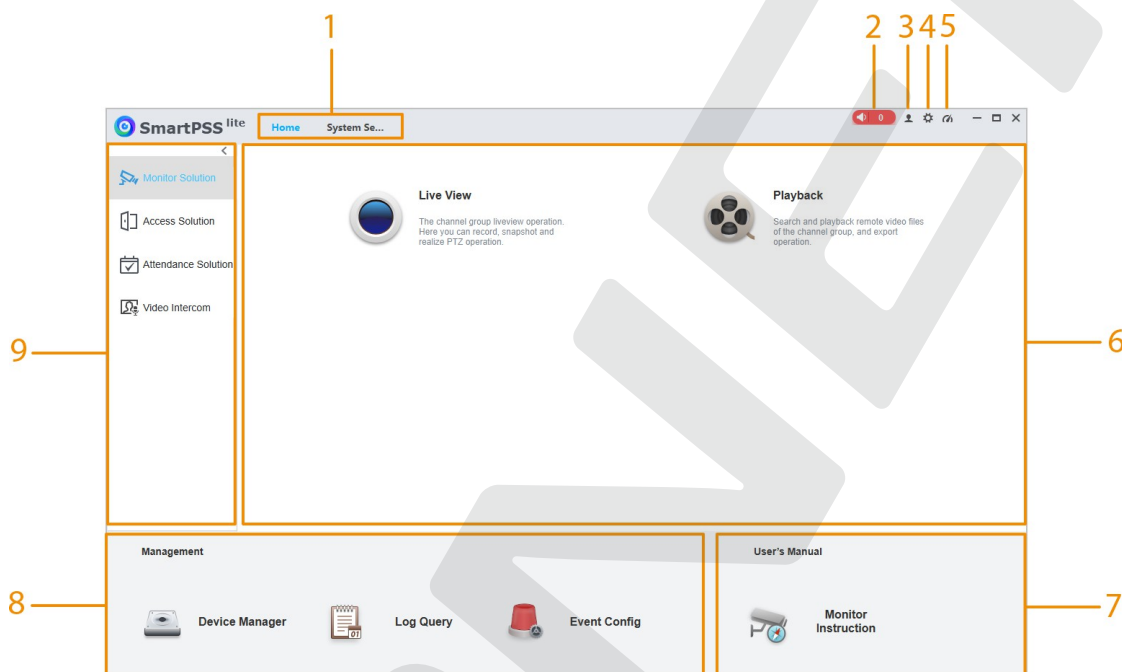 1
2 3 4 5
SmartPSS lite
Home System Se...
0
Monitor Solution
Access Solution
Attendance Solution
Video Intercom
Live View
The channel group liveview operation.
Here you can record, snapshot and
realize PTZ operation.
Playback
Search and playback remote video files
of the channel group, and export
operation.
9
6
Management
Device Manager
Log Query
01
Event Config
User's Manual
Monitor
Instruction
8
7